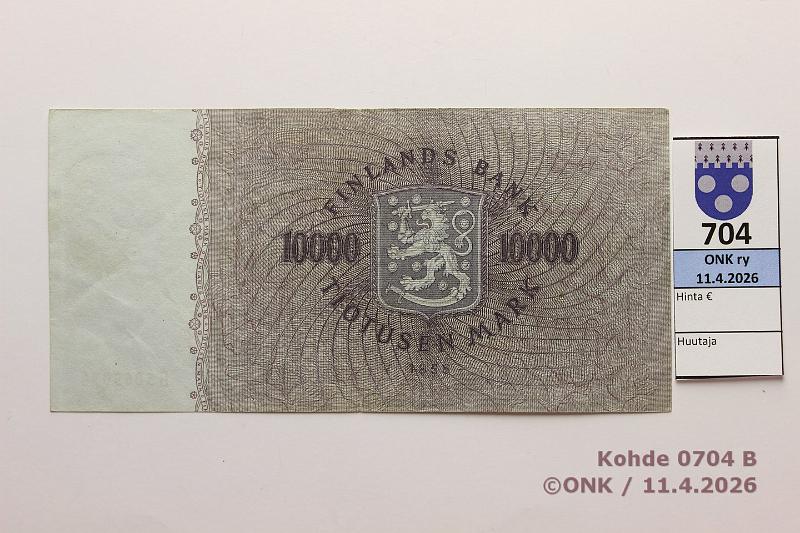 FINLANDS BANK
10000 10000
TIOTUSEN MARK
1955
704
ONK ry
11.4.2026
Hinta €
Huutaja
Kohde 0704 B
©ONK / 11.4.2026